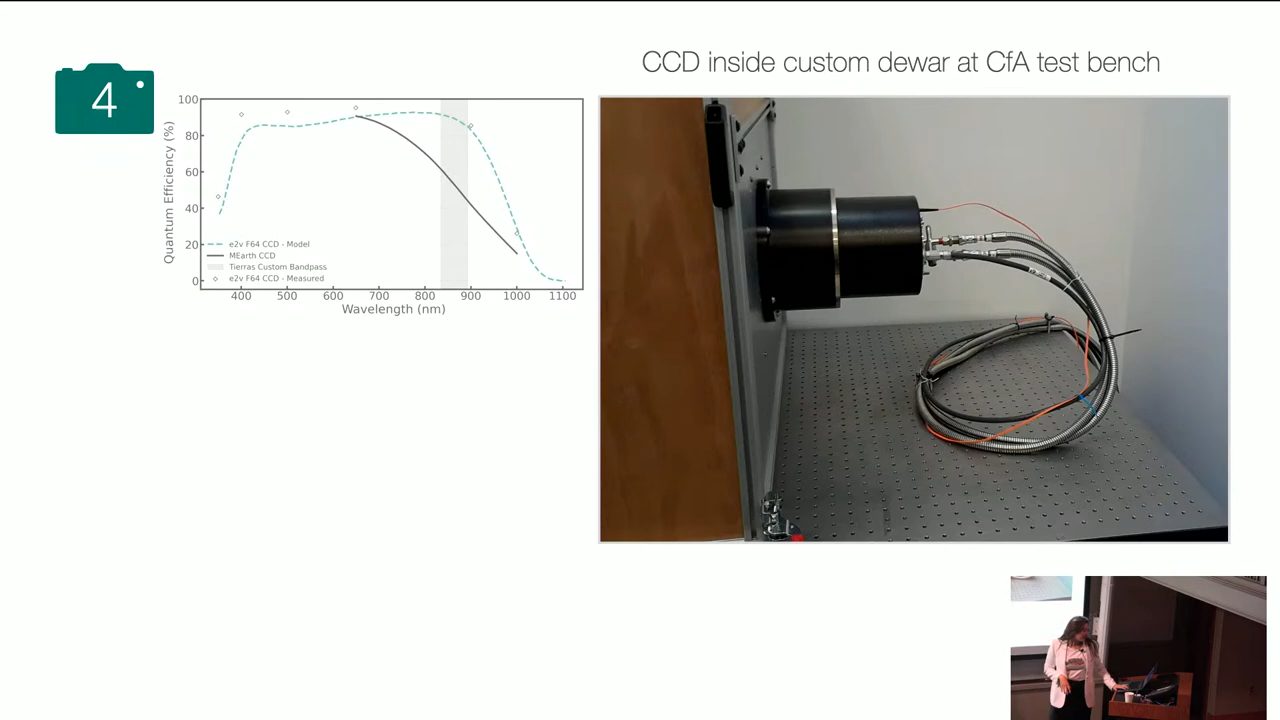 CCD inside custom dewar at CfA test bench
4
Quantum Efficiency (%)
100
80
60
40
20
0
e2v F64 CCD - Model
MEarth CCD
Tierras Custom Bandpass
e2v F64 CCD - Measured
400 500 600 700 800 900 1000 1100
Wavelength (nm)